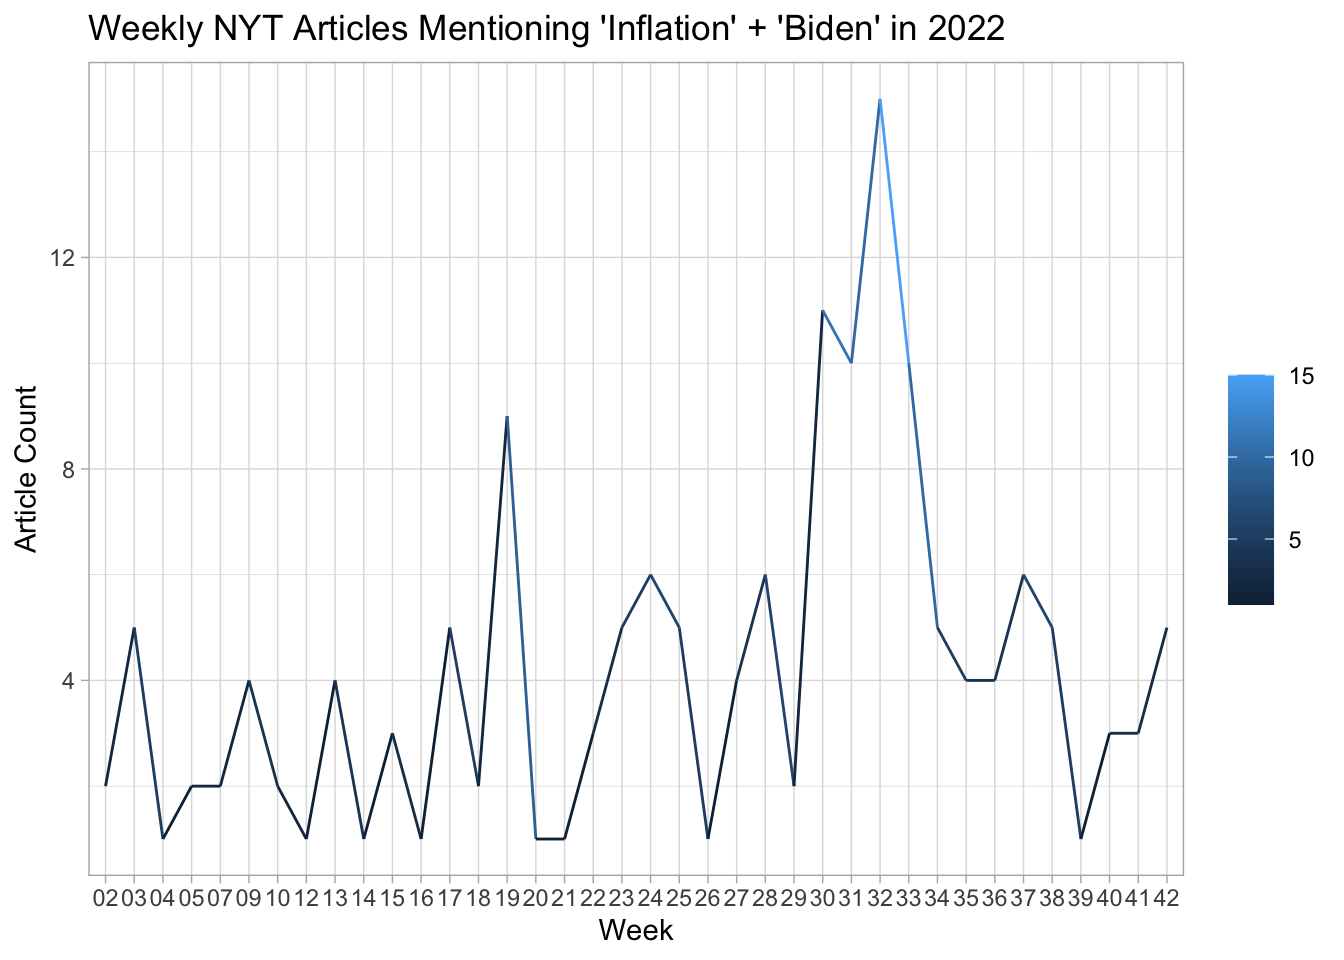 Weekly NYT Articles Mentioning 'Inflation' + 'Biden' in 2022
Article Count
12
8
4
15
10
5
02 03 04 05 07 09 10 12 13 14 15 16 17 18 19 20 21 22 23 24 25 26 27 28 29 30 31 32 33 34 35 36 37 38 39 40 41 42
Week